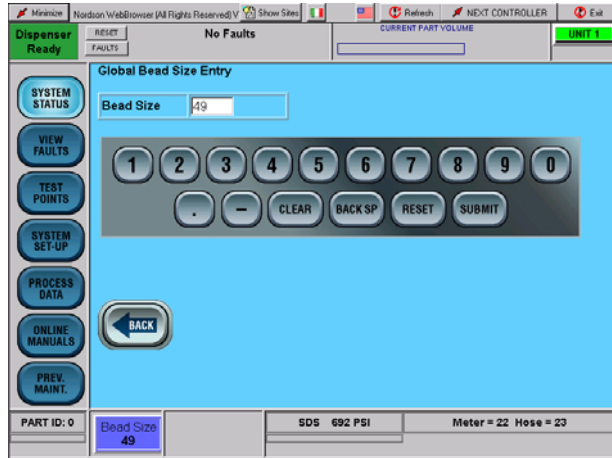 Minimize Nordson WebBrowser (All Rights Reserved) V Show Sites Refresh NEXT CONTROLLER Exit
Dispenser Ready
RESET FAULTS
No Faults
CURRENT PART VOLUME
UNIT 1
SYSTEM STATUS
VIEW FAULTS
TEST POINTS
SYSTEM SET-UP
PROCESS DATA
ONLINE MANUALS
PREV. MAINT.
Global Bead Size Entry
Bead Size 49
1 2 3 4 5 6 7 8 9 0
. - CLEAR BACK SP RESET SUBMIT
BACK
PART ID: 0
Bead Size
49
SDS 692 PSI
Meter = 22 Hose = 23